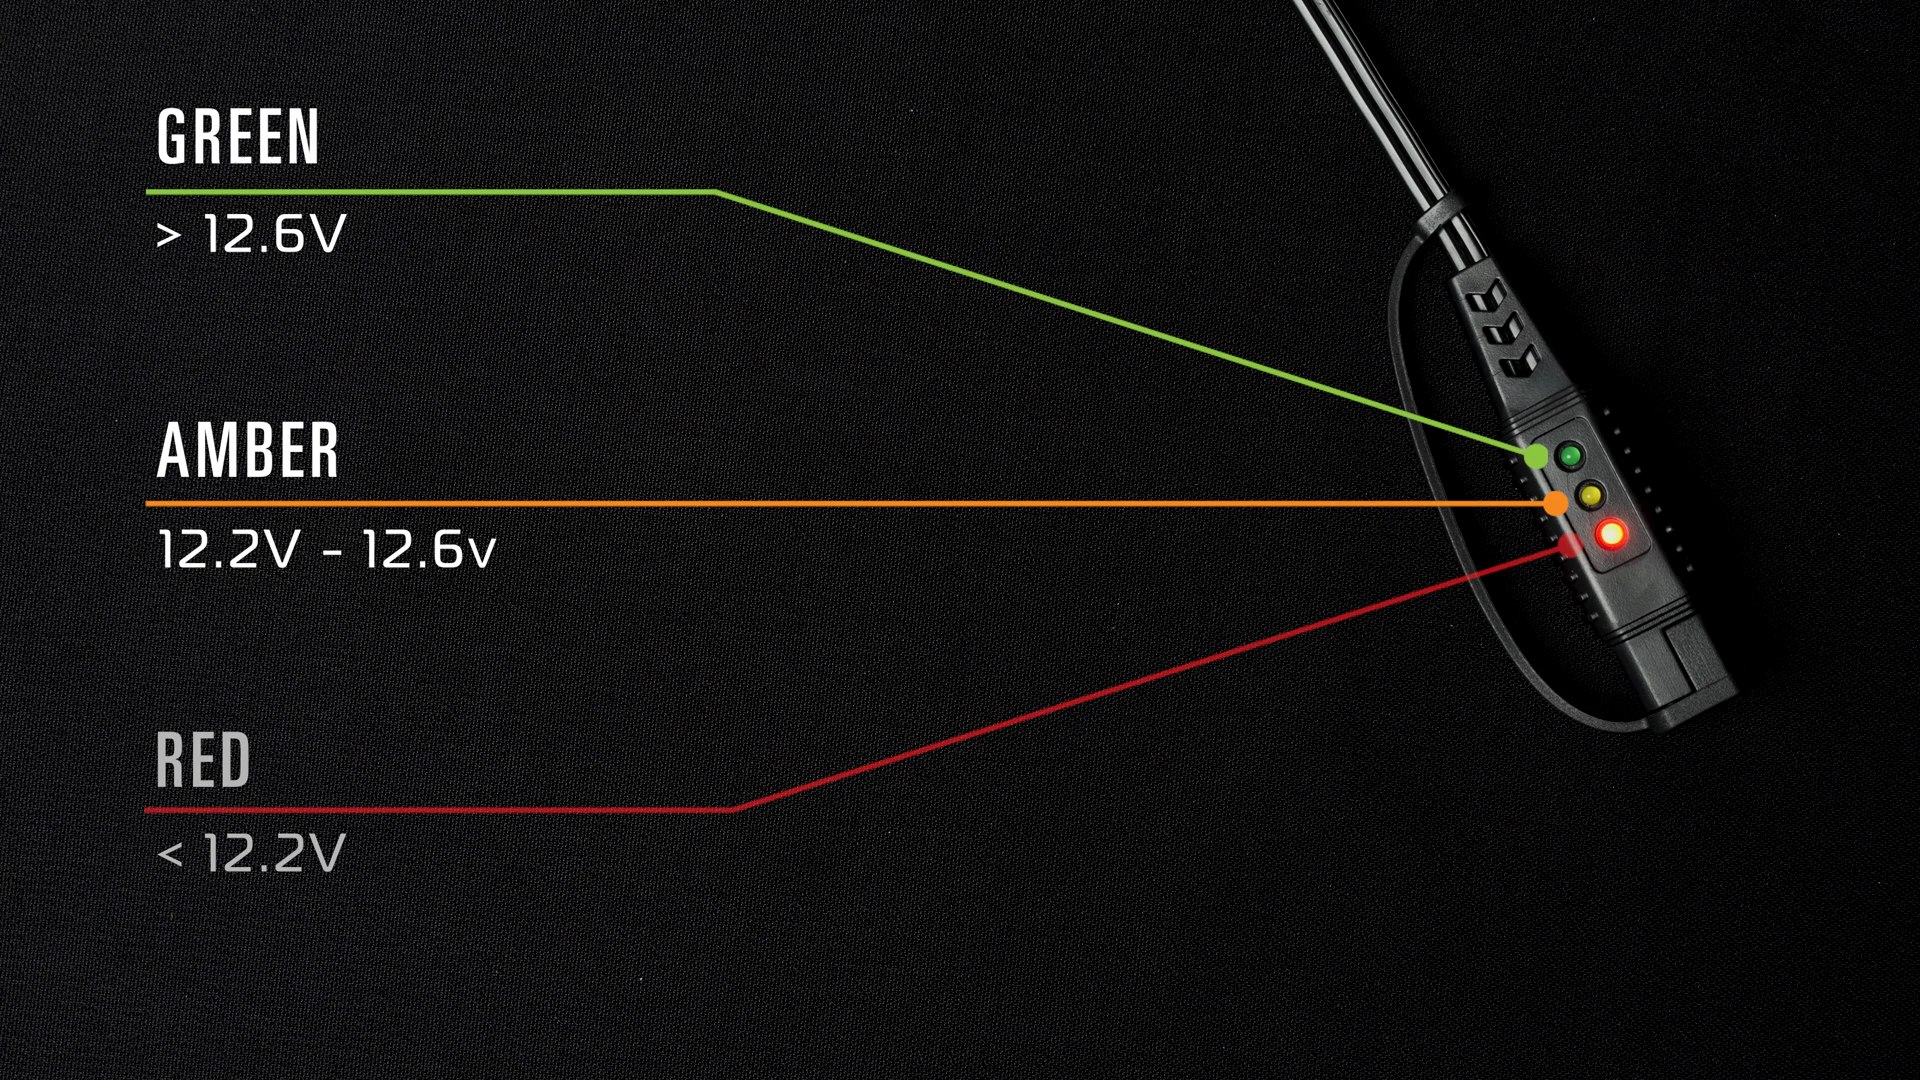 GREEN
> 12.6V
AMBER
12.2V - 12.6v
RED
< 12.2V